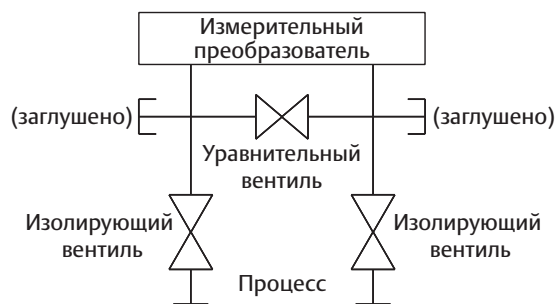 Измерительный
преобразователь
(заглушено)
(заглушено)
Уравнительный
вентиль
Изолирующий
вентиль
Изолирующий
вентиль
Процесс